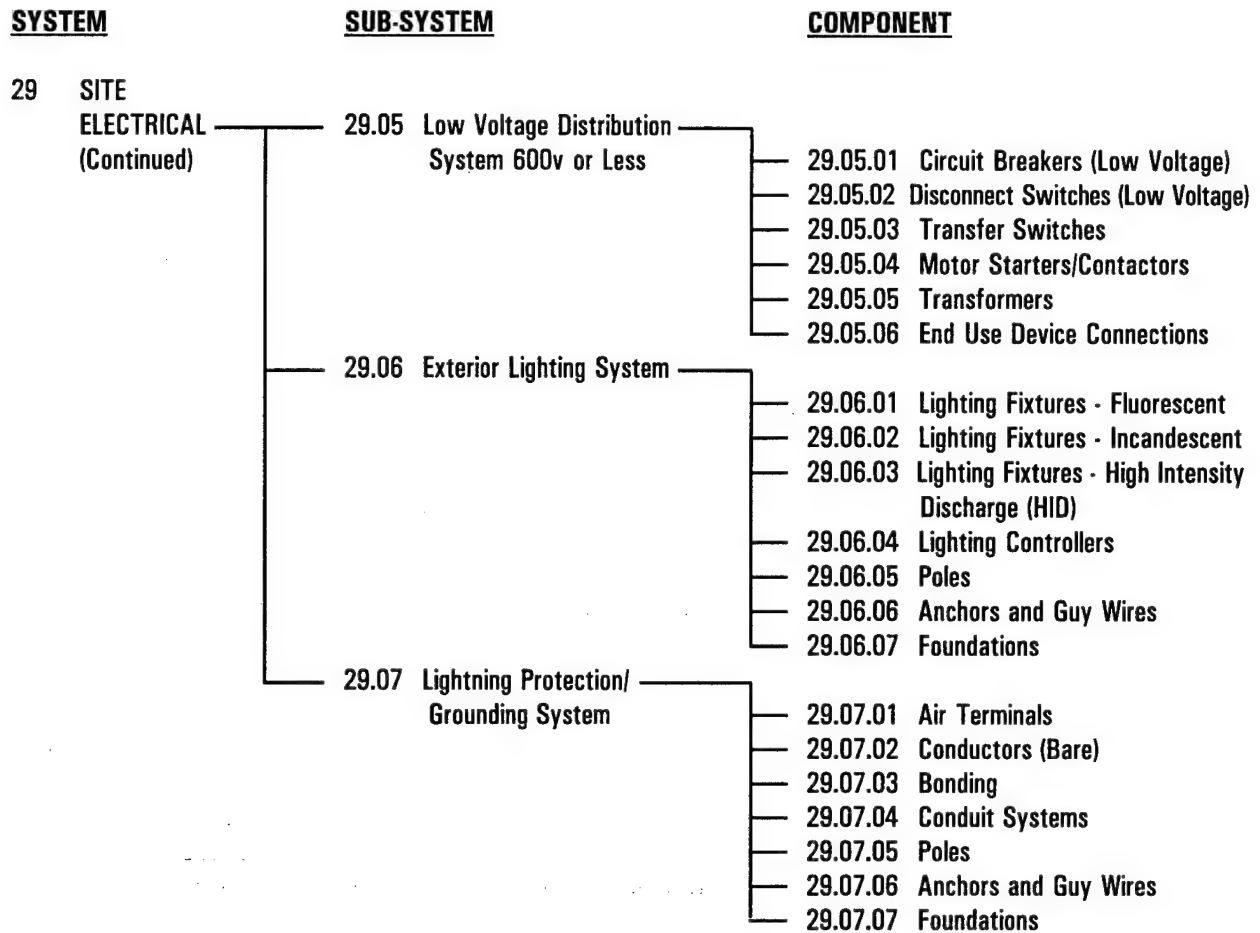 SYSTEM SUB-SYSTEM COMPONENT
29 SITE
ELECTRICAL
(Continued)
29.05 Low Voltage Distribution
System 600v or Less
29.05.01 Circuit Breakers (Low Voltage)
29.05.02 Disconnect Switches (Low Voltage)
29.05.03 Transfer Switches
29.05.04 Motor Starters/Contactors
29.05.05 Transformers
29.05.06 End Use Device Connections
29.06 Exterior Lighting System
29.06.01 Lighting Fixtures - Fluorescent
29.06.02 Lighting Fixtures - Incandescent
29.06.03 Lighting Fixtures - High Intensity
Discharge (HID)
29.06.04 Lighting Controllers
29.06.05 Poles
29.06.06 Anchors and Guy Wires
29.06.07 Foundations
29.07 Lightning Protection/
Grounding System
29.07.01 Air Terminals
29.07.02 Conductors (Bare)
29.07.03 Bonding
29.07.04 Conduit Systems
29.07.05 Poles
29.07.06 Anchors and Guy Wires
29.07.07 Foundations